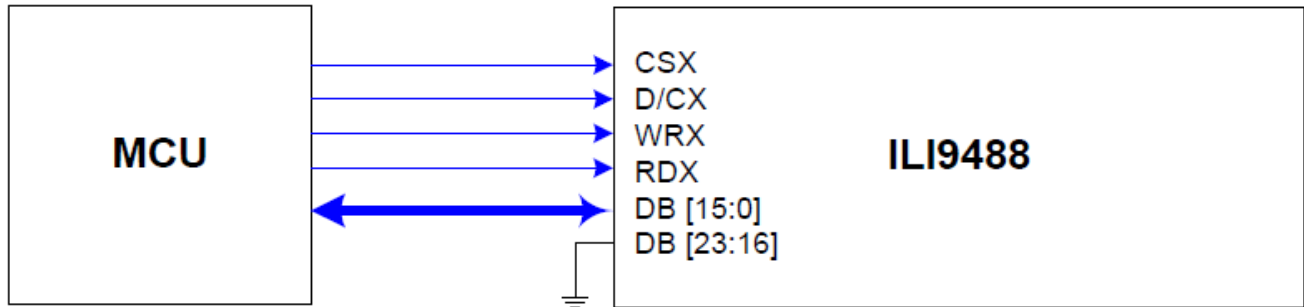 MCU
CSX
D/CX
WRX
RDX
DB [15:0]
DB [23:16]
ILI9488